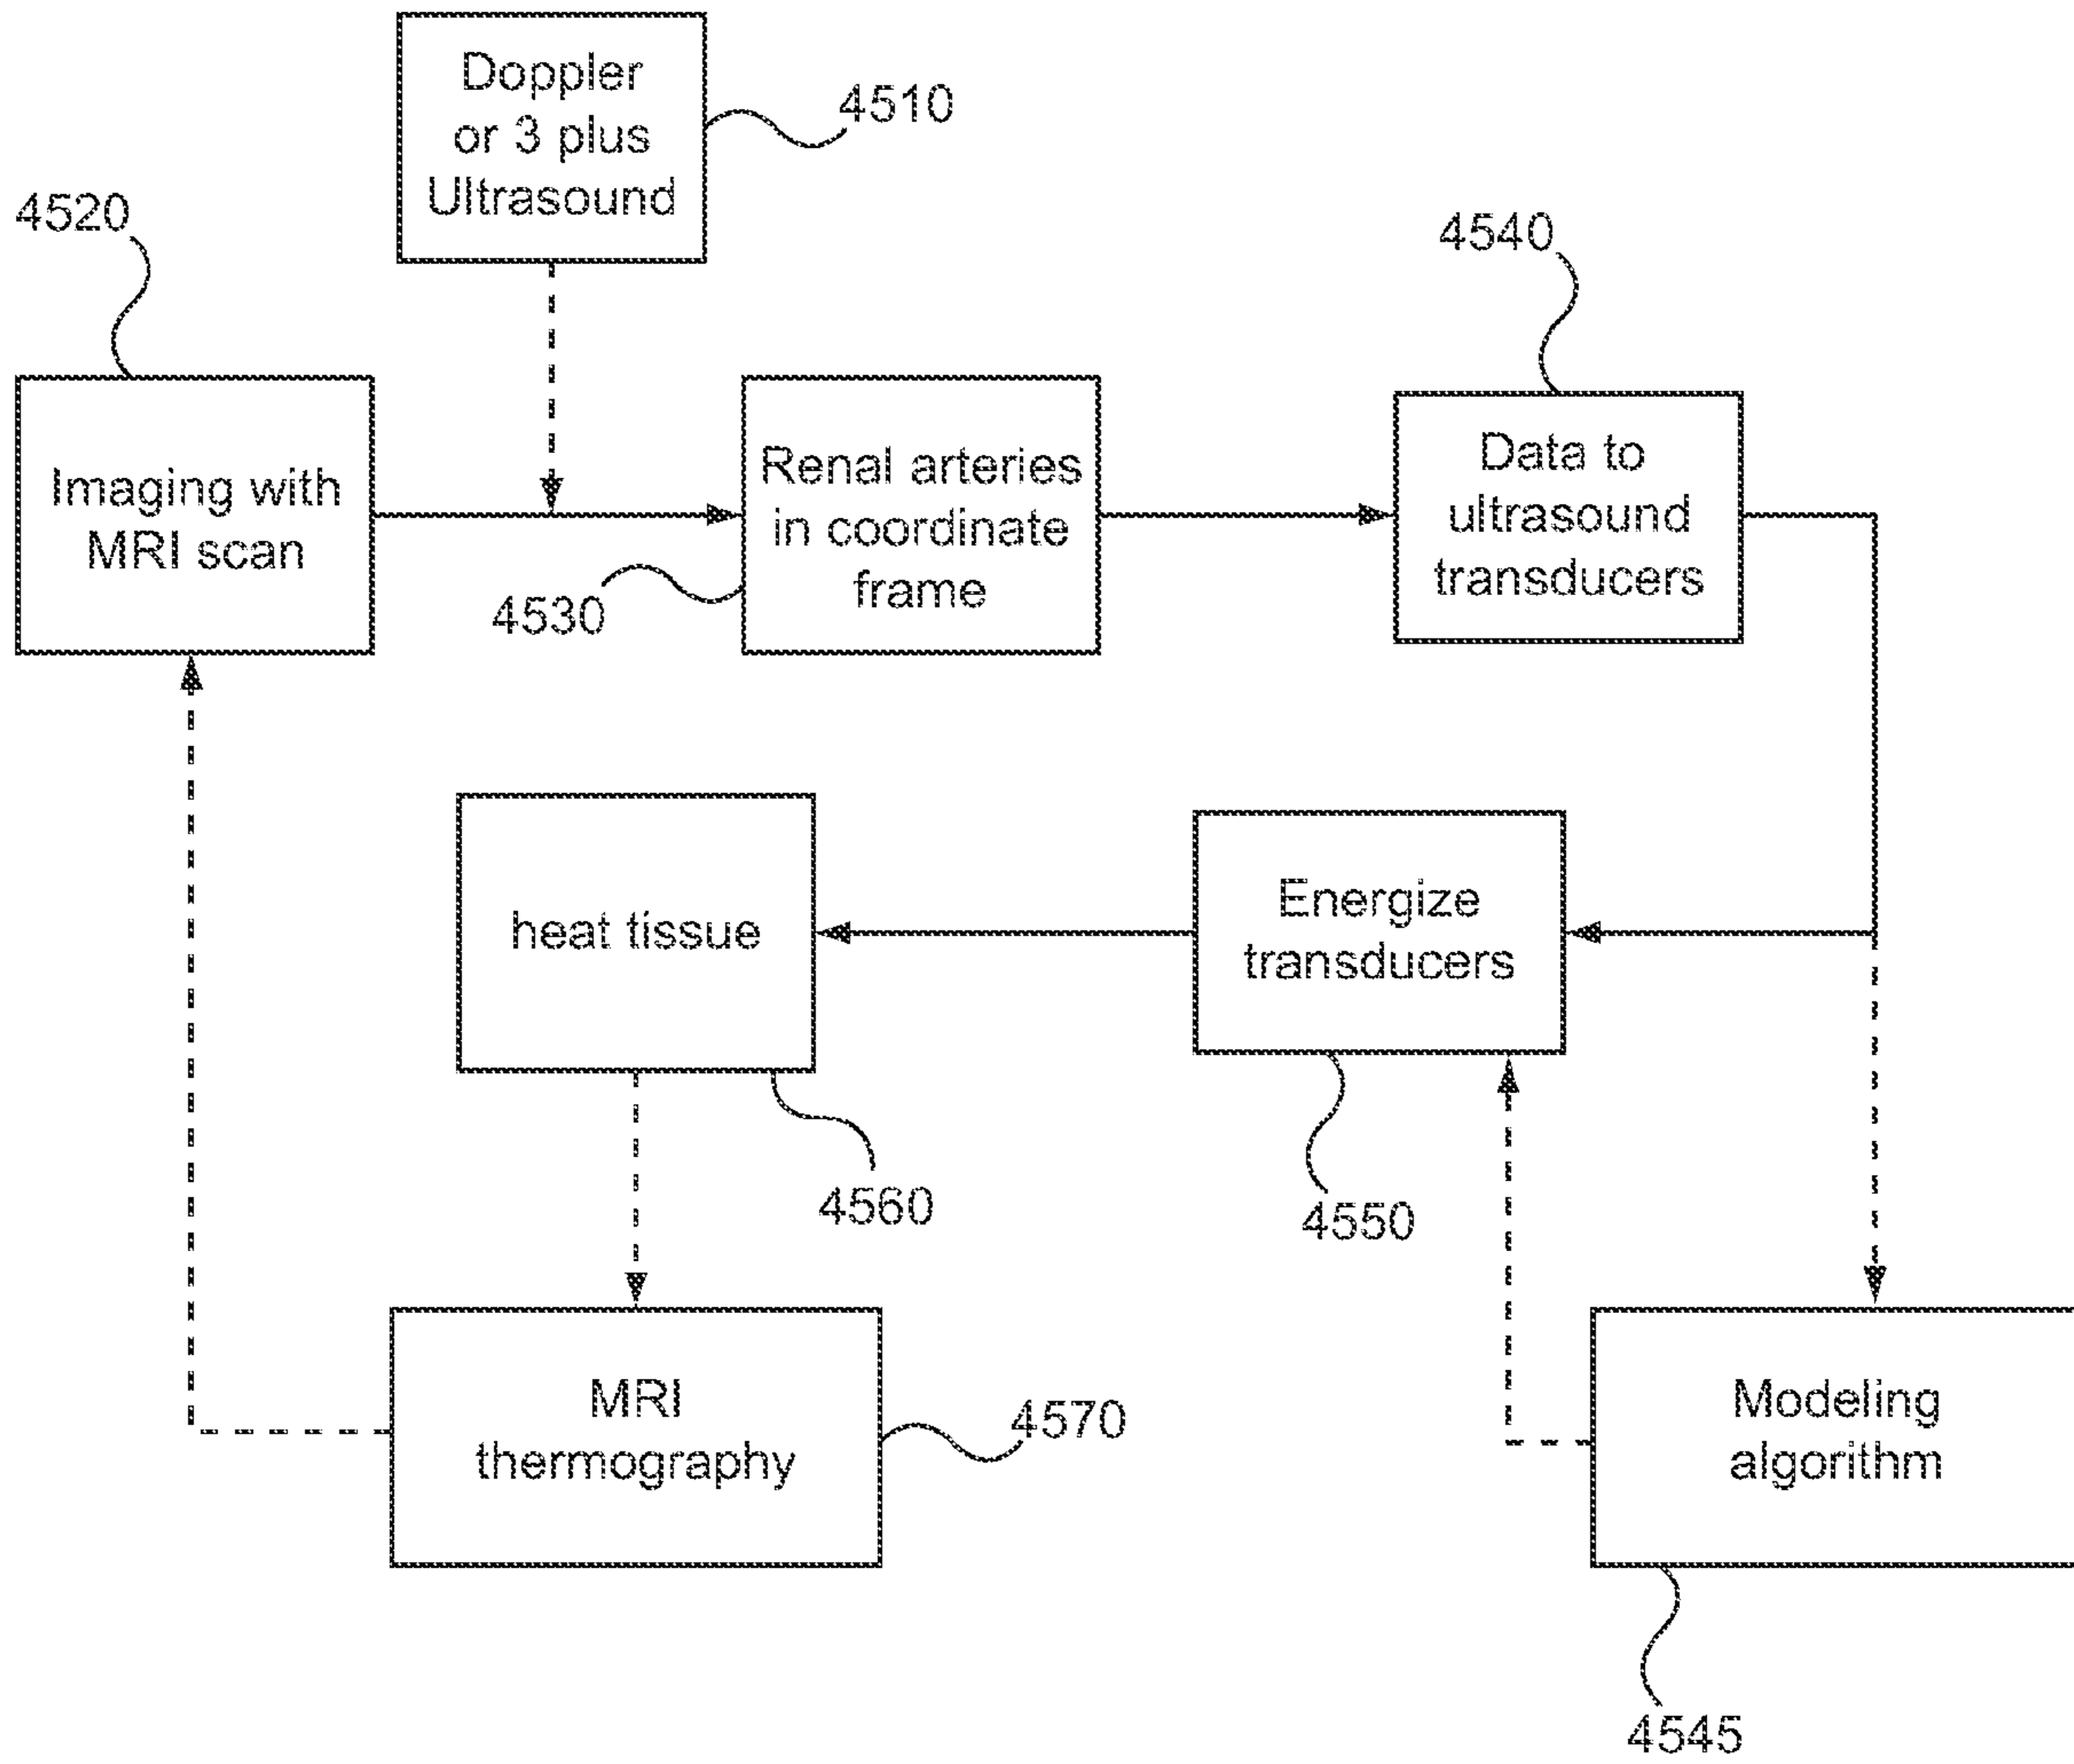 Doppler
or 3 plus
Ultrasound
4510
4520
4540
Imaging with
MRI scan
4530
Renal arteries
in coordinate
frame
Data to
ultrasound
transducers
heat tissue
4560
Energize
transducers
4550
MRI
thermography
4570
Modeling
algorithm
4545